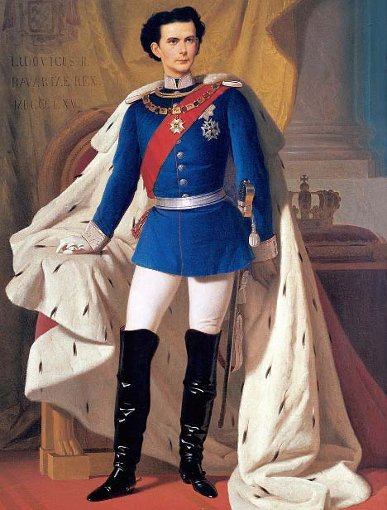 LUDOVICUS II
BAVARIAE REX
MDCCCLXV